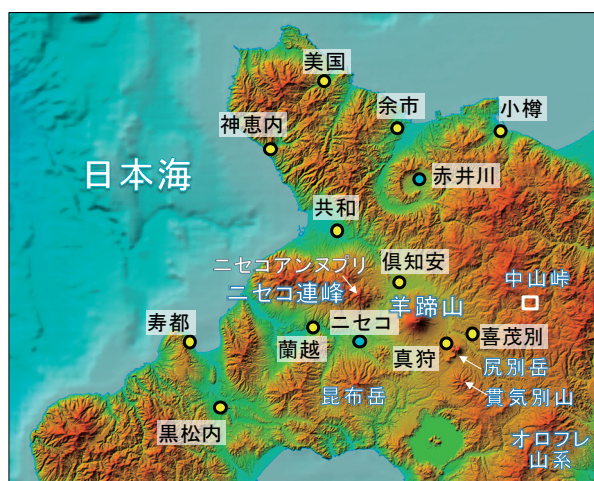 美国
余市
小樽
神恵内
日本海
赤井川
共和
ニセコアンヌプリ
倶知安
ニセコ連峰
中山峠
羊蹄山
寿都
ニセコ
蘭越
喜茂別
真狩
尻別岳
昆布岳
貫気別山
黒松内
オロフレ
山系